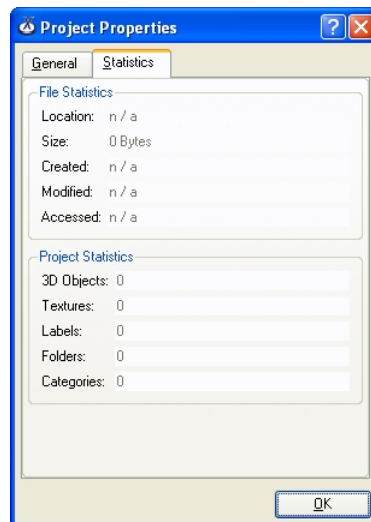 Project Properties
General Statistics
File Statistics
Location: n / a
Size: 0 Bytes
Created: n / a
Modified: n / a
Accessed: n / a
Project Statistics
3D Objects: 0
Textures: 0
Labels: 0
Folders: 0
Categories: 0
OK